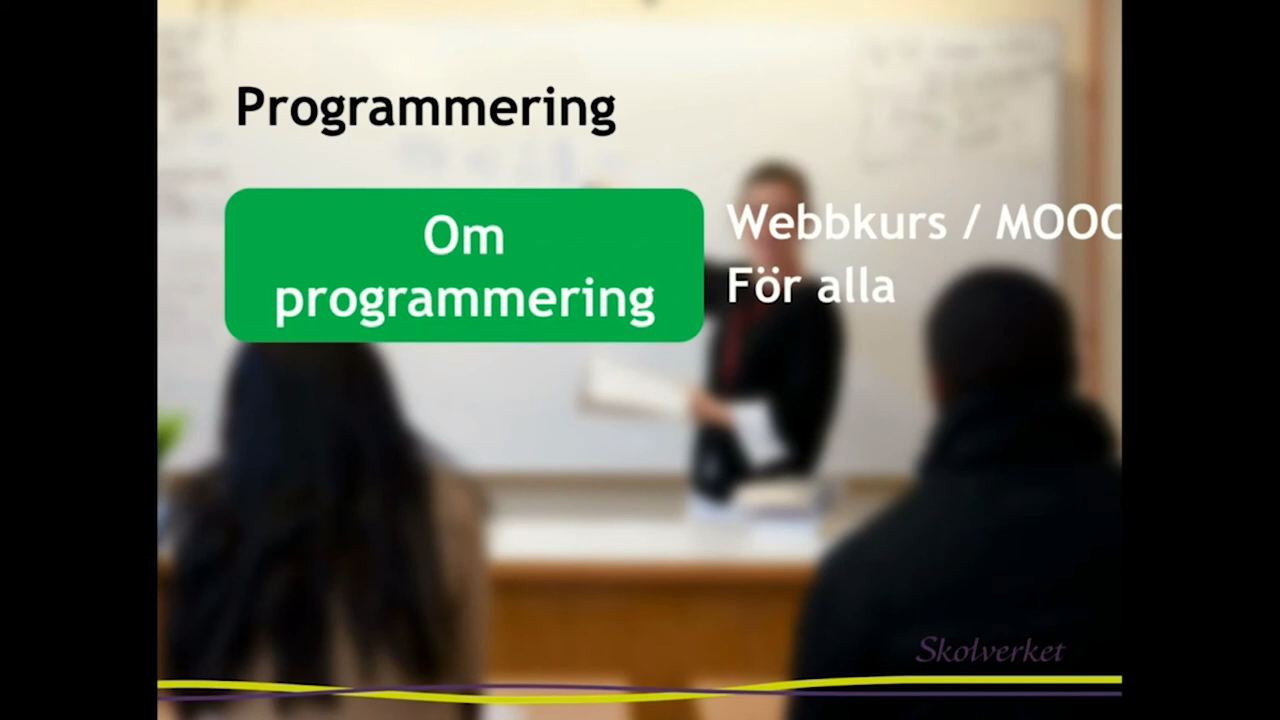 Programmering
Om
programmering
Webbkurs / MOOC
För alla
Skolverket